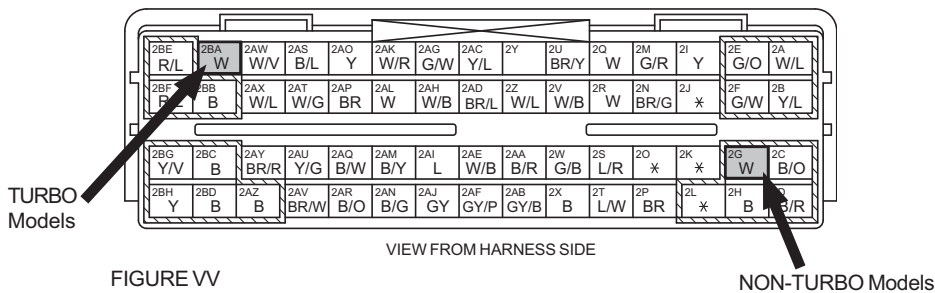 2BE 2BA 2AW 2AS 2AO 2AK 2AG 2AC 2Y 2U 2Q 2M 2I 2E 2A
R/L W W/V B/L Y W/R G/W Y/L BR/Y W G/R Y G/O W/L
2BF 2BB 2AX 2AT 2AP 2AL 2AH 2AD 2Z 2V 2R 2N 2J 2F 2B
B W/L W/G BR W W/B BR/L W/L W/B W BR/G * G/W Y/L
2BG 2BC 2AY 2AU 2AQ 2AM 2AI 2AE 2AA 2W 2S 2O 2K 2G 2C
Y/V B BR/R Y/G B/W B/Y L W/B B/R G/B L/R * * W B/O
2BH 2BD 2AZ 2AV 2AR 2AN 2AJ 2AF 2AB 2X 2T 2P 2L 2H
Y B B BR/W B/O B/G GY GY/P GY/B B L/W BR * B B/R
TURBO
Models
VIEW FROM HARNESS SIDE
FIGURE VV
NON-TURBO Models